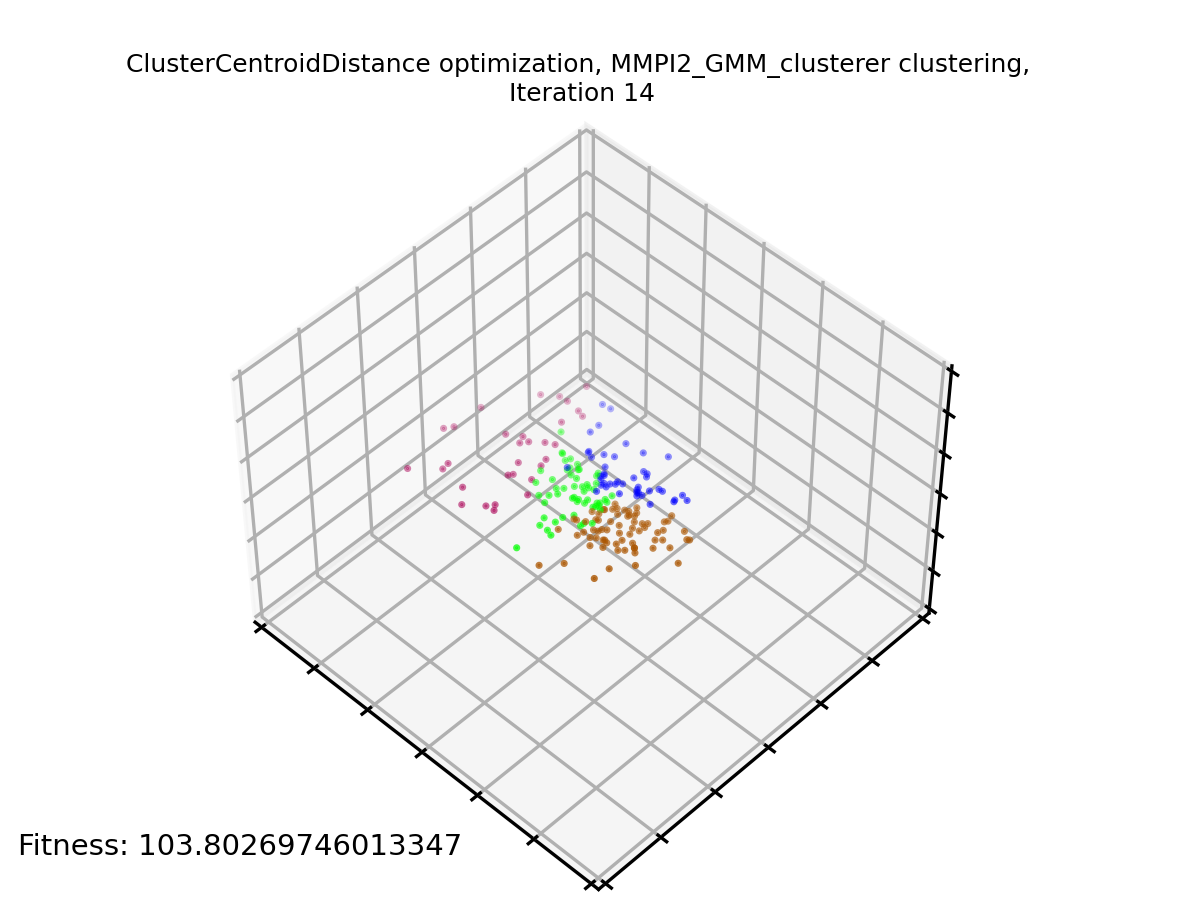 ClusterCentroidDistance optimization, MMPI2_GMM_clusterer clustering,
Iteration 14
Fitness: 103.80269746013347